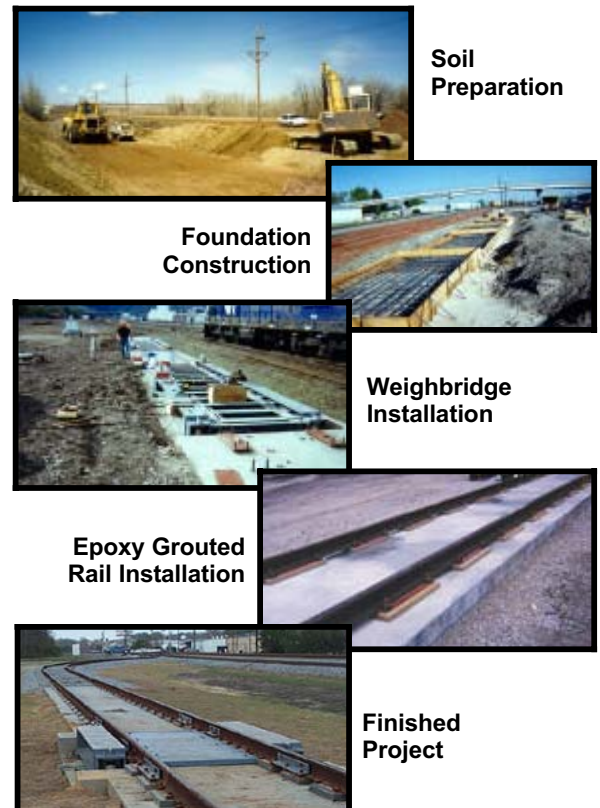 Soil
Preparation
Foundation
Construction
Weighbridge
Installation
Epoxy Grouted
Rail Installation
Finished
Project